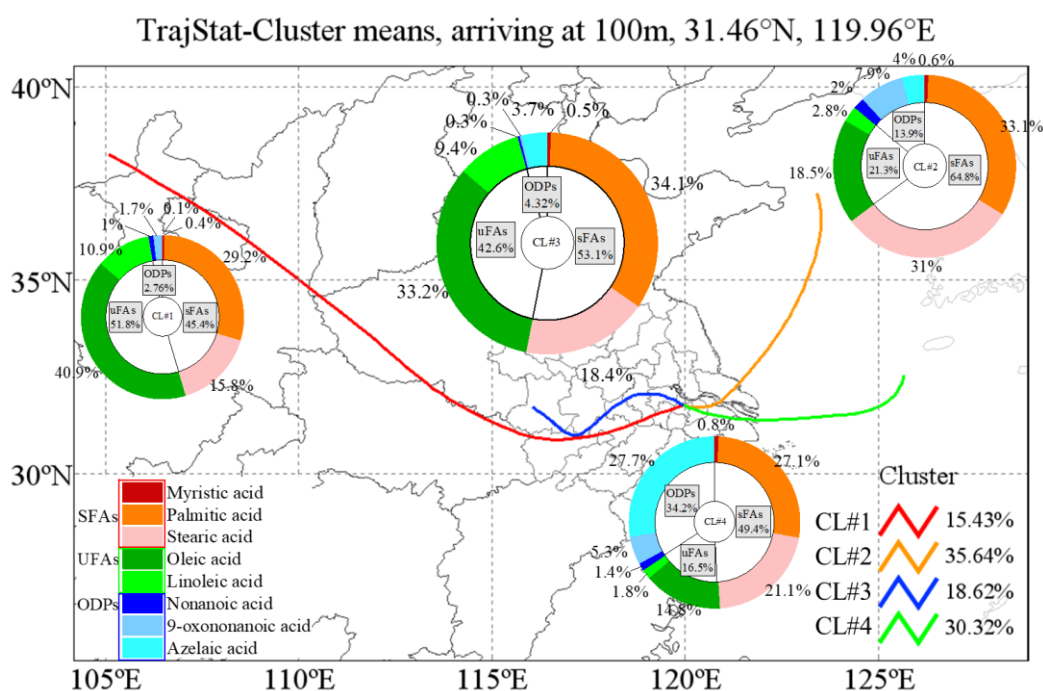 TrajStat-Cluster means, arriving at 100m, 31.46°N, 119.96°E
40°N
35°N
30°N
105°E
110°E
115°E
120°E
125°E
1.7%
0.1%
1%
0.4%
10.9%
29.2%
ODPs
2.76%
uFAs
51.8%
CL#1
sFAs
45.4%
40.9%
15.8%
0.3%
3.7%
0.5%
0.3%
9.4%
34.1%
ODPs
4.32%
uFAs
42.6%
CL#3
sFAs
53.1%
33.2%
18.4%
4%
0.6%
7.9%
2%
2.8%
33.1%
ODPs
13.9%
uFAs
21.3%
CL#2
sFAs
64.8%
18.5%
31%
0.8%
27.7%
27.1%
ODPs
34.2%
CL#4
sFAs
49.4%
uFAs
16.5%
5.3%
1.4%
1.8%
14.8%
21.1%
SFAs
Myristic acid
Palmitic acid
Stearic acid
UFAs
Oleic acid
Linoleic acid
ODPs
Nonanoic acid
9-oxononanoic acid
Azelaic acid
Cluster
CL#1 15.43%
CL#2 35.64%
CL#3 18.62%
CL#4 30.32%